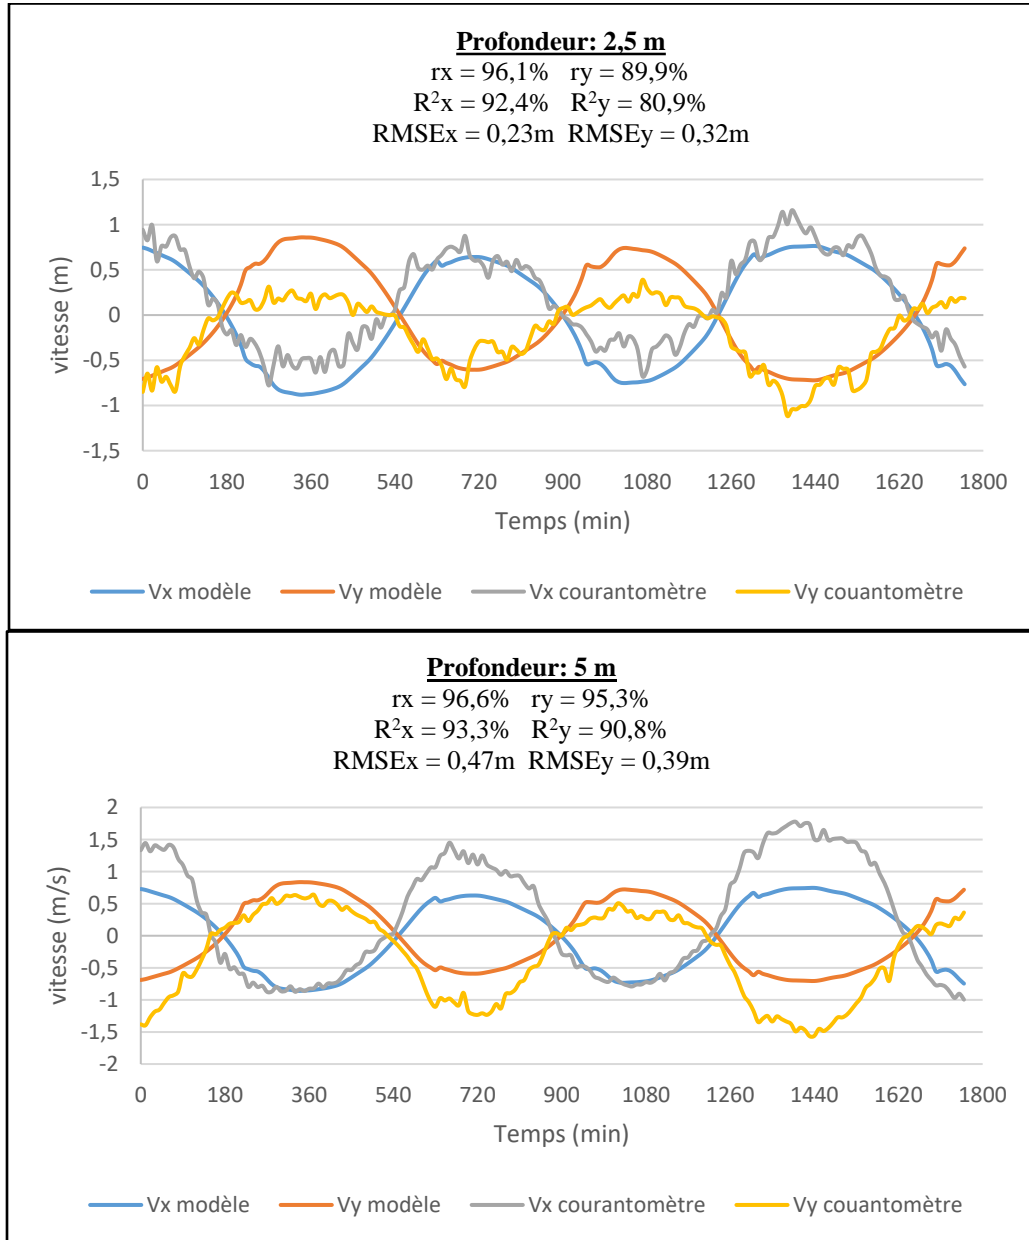 Profondeur: 2,5 m
rx = 96,1% ry = 89,9%
R²x = 92,4% R²y = 80,9%
RMSEx = 0,23m RMSEy = 0,32m
1,5
1
0,5
0
-0,5
-1
-1,5
vitesse (m)
0 180 360 540 720 900 1080 1260 1440 1620 1800
Temps (min)
Vx modèle Vy modèle Vx courantomètre Vy couantomètre
Profondeur: 5 m
rx = 96,6% ry = 95,3%
R²x = 93,3% R²y = 90,8%
RMSEx = 0,47m RMSEy = 0,39m
2
1,5
1
0,5
0
-0,5
-1
-1,5
-2
vitesse (m/s)
0 180 360 540 720 900 1080 1260 1440 1620 1800
Temps (min)
Vx modèle Vy modèle Vx courantomètre Vy couantomètre